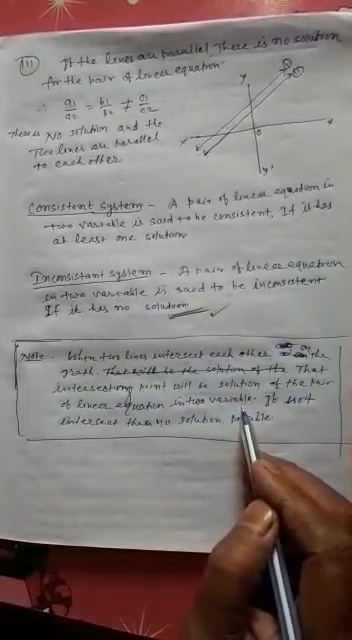 (11) If the lines are parallel There is no solution
for the pair of linear equation.
∴ a1/a2 = b1/b2 ≠ c1/c2
There is No solution and the
Two lines are parallel
to each other
y
x'
o
x
y'
Consistent system - A pair of linear equation in
two variable is said to be consistent, If it has
at least one solution
Inconsistant system - A pair of linear equation
in two variable is said to be inconsistent
If it has no solution
Note - When two lines intersect each other on the
graph. That will be the solution of the That
intersectiong point will be solution of the pair
of linear equation in two variable. If not
intersect then no solution posable.